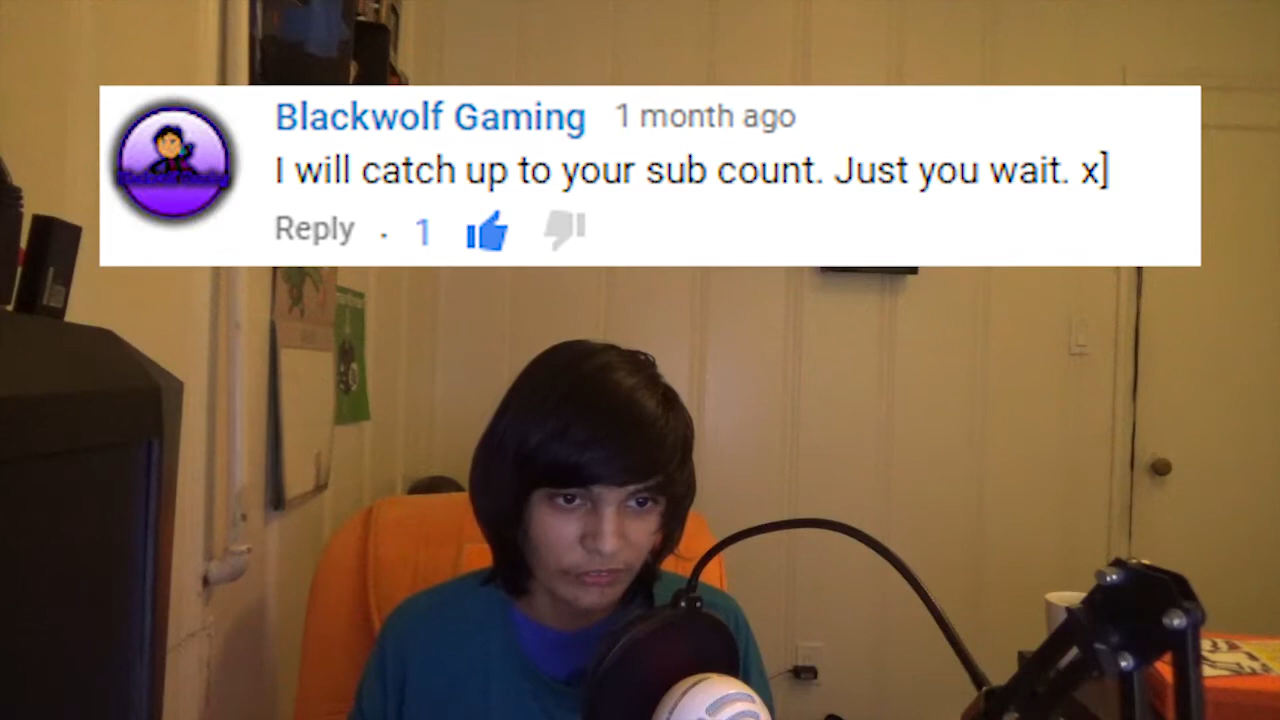 Blackwolf Gaming 1 month ago
I will catch up to your sub count. Just you wait. x]
Reply . 1